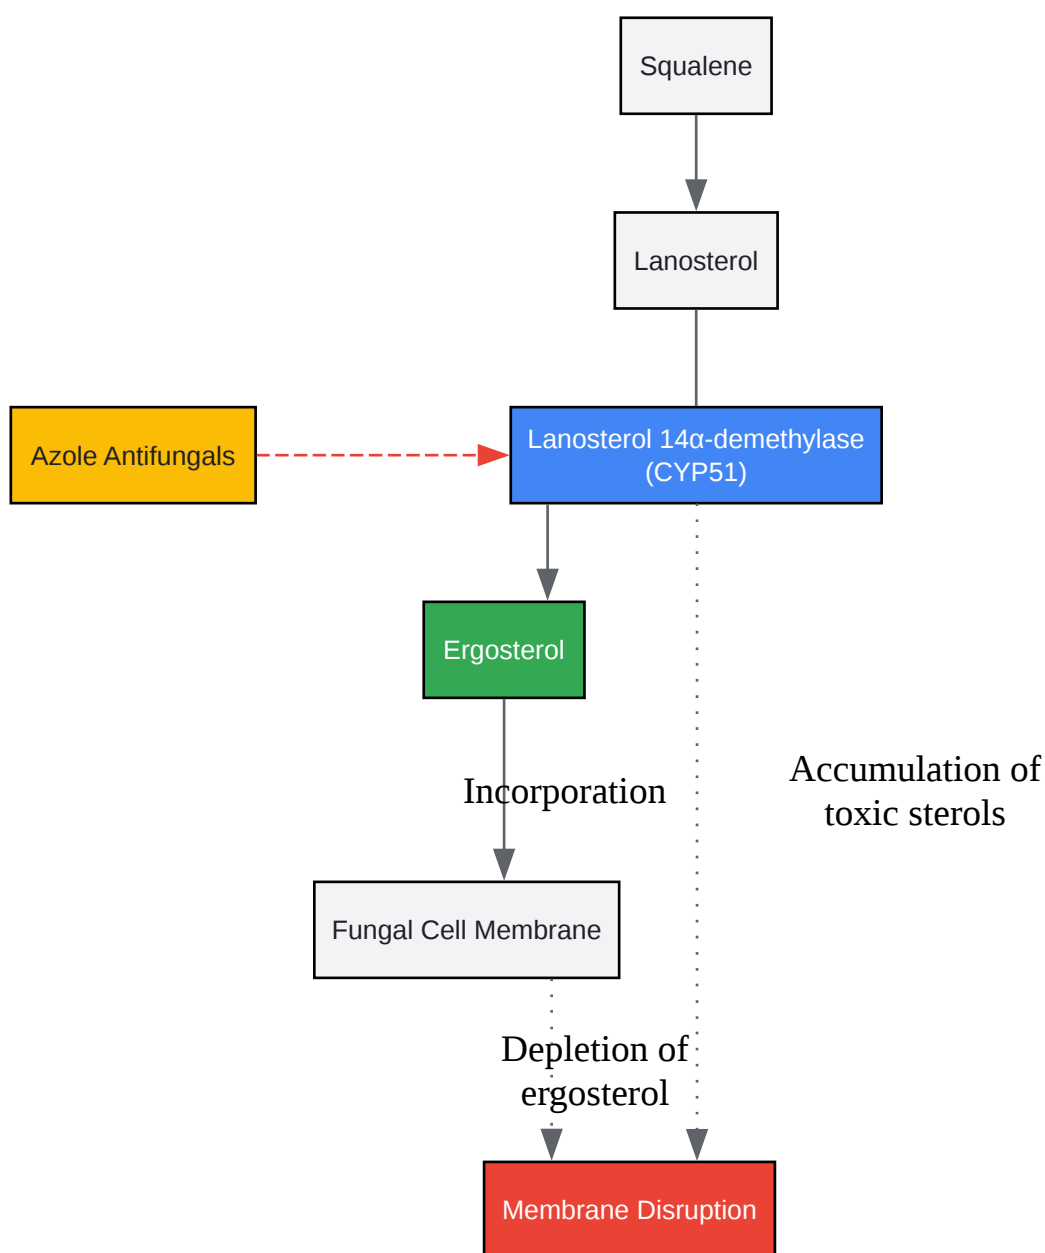 Squalene
Lanosterol
Azole Antifungals
Lanosterol 14α-demethylase
(CYP51)
Ergosterol
Incorporation
Accumulation of
toxic sterols
Fungal Cell Membrane
Depletion of
ergosterol
Membrane Disruption